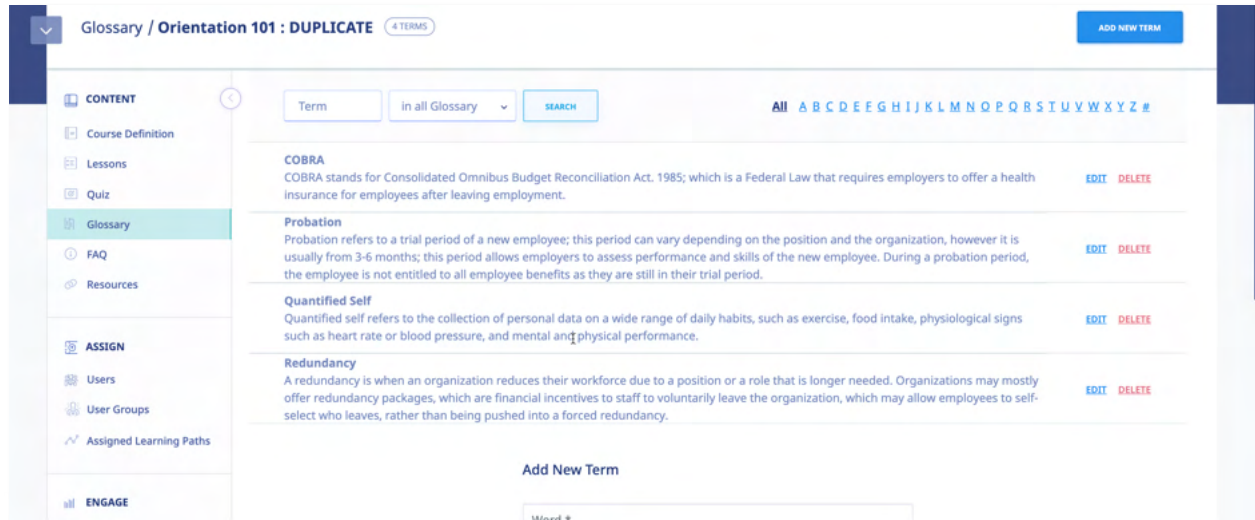 Glossary / Orientation 101 : DUPLICATE 4 TERMS
ADD NEW TERM
CONTENT
Course Definition
Lessons
Quiz
Glossary
FAQ
Resources
ASSIGN
Users
User Groups
Assigned Learning Paths
ENGAGE
Term in all Glossary SEARCH
All A B C D E F G H I J K L M N O P Q R S T U V W X Y Z #
COBRA
COBRA stands for Consolidated Omnibus Budget Reconciliation Act. 1985; which is a Federal Law that requires employers to offer a health
insurance for employees after leaving employment.
EDIT DELETE
Probation
Probation refers to a trial period of a new employee; this period can vary depending on the position and the organization, however it is
usually from 3-6 months; this period allows employers to assess performance and skills of the new employee. During a probation period,
the employee is not entitled to all employee benefits as they are still in their trial period.
EDIT DELETE
Quantified Self
Quantified self refers to the collection of personal data on a wide range of daily habits, such as exercise, food intake, physiological signs
such as heart rate or blood pressure, and mental and physical performance.
EDIT DELETE
Redundancy
A redundancy is when an organization reduces their workforce due to a position or a role that is longer needed. Organizations may mostly
offer redundancy packages, which are financial incentives to staff to voluntarily leave the organization, which may allow employees to self-
select who leaves, rather than being pushed into a forced redundancy.
EDIT DELETE
Add New Term
Word *